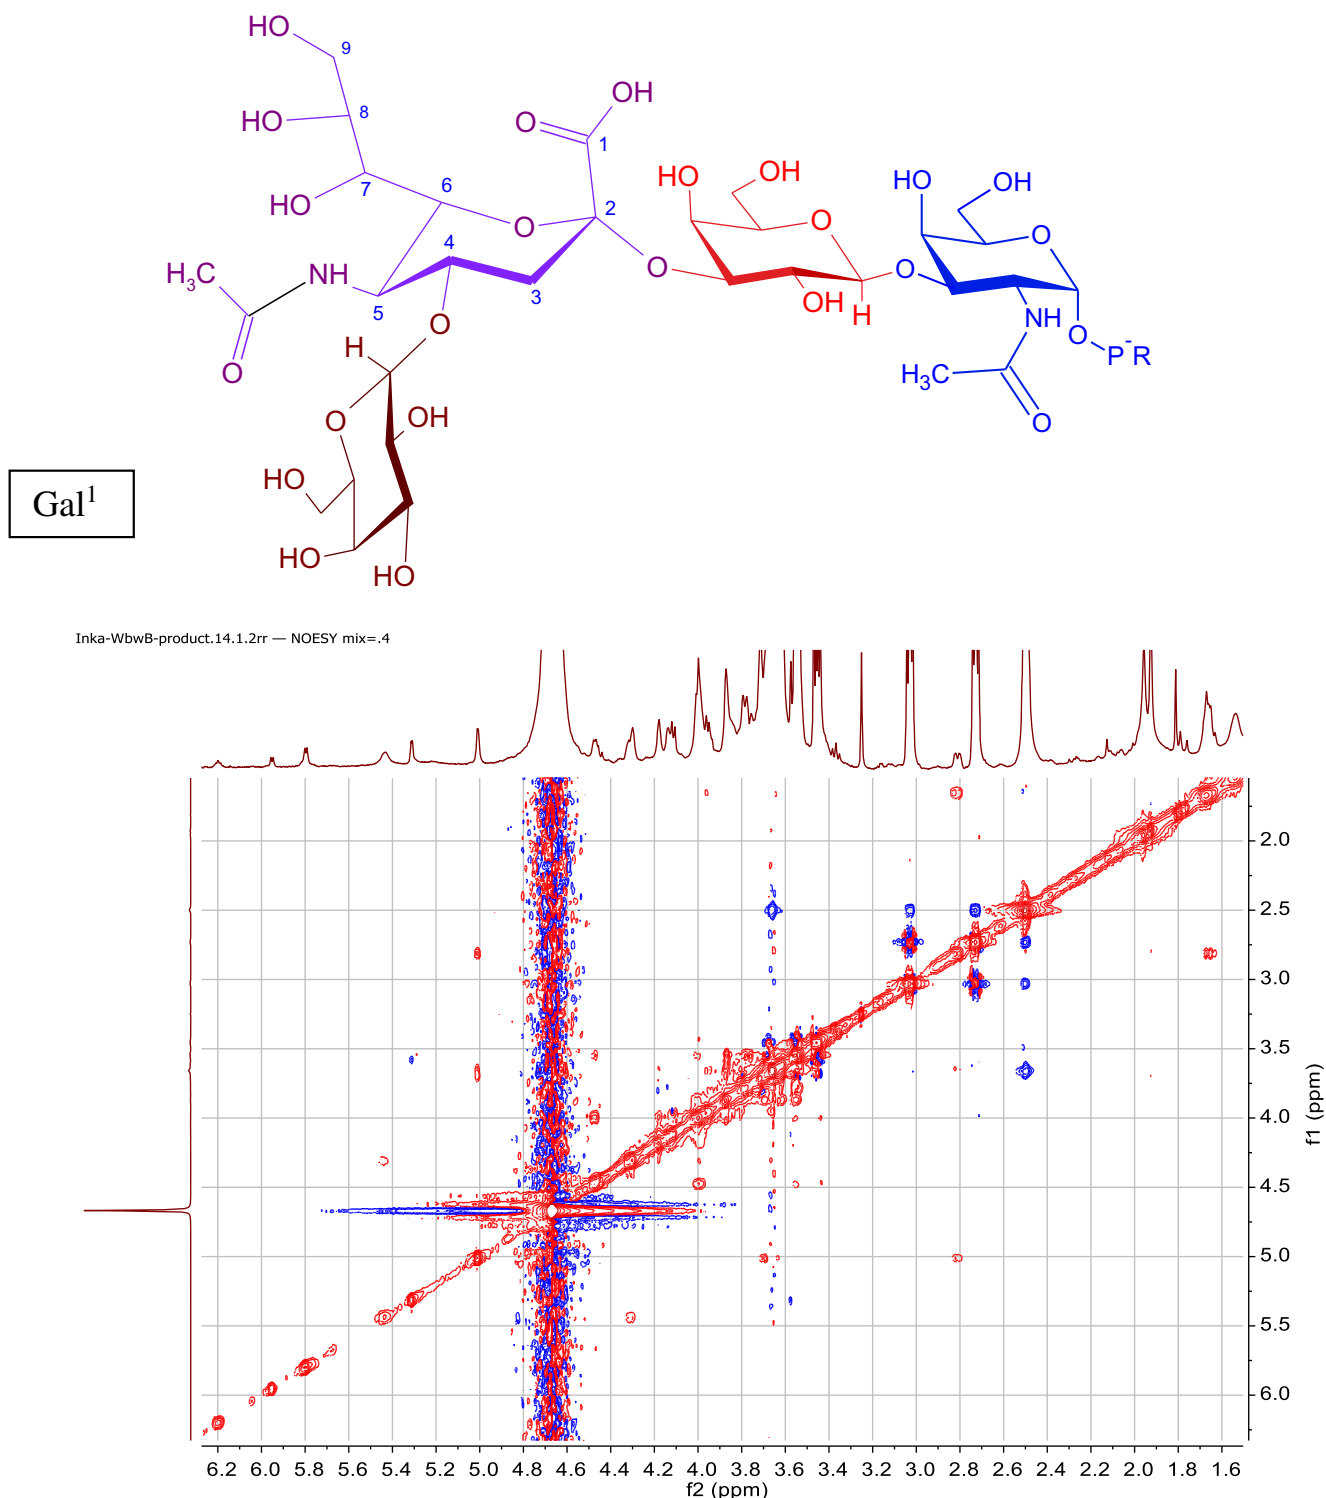 HO
9
OH
HO
8
O
1
HO
7
6
O
2
HO
OH
O
HO
OH
O
H3C
NH
4
5
3
O
OH
H
O
NH
O
P-R
O
O
H3C
O
H
O
OH
HO
HO
HO
Gal1
Inka-WbwB-product.14.1.2rr — NOESY mix=.4
2.0
2.5
3.0
3.5
4.0
4.5
5.0
5.5
6.0
f1 (ppm)
6.2 6.0 5.8 5.6 5.4 5.2 5.0 4.8 4.6 4.4 4.2 4.0 3.8 3.6 3.4 3.2 3.0 2.8 2.6 2.4 2.2 2.0 1.8 1.6
f2 (ppm)